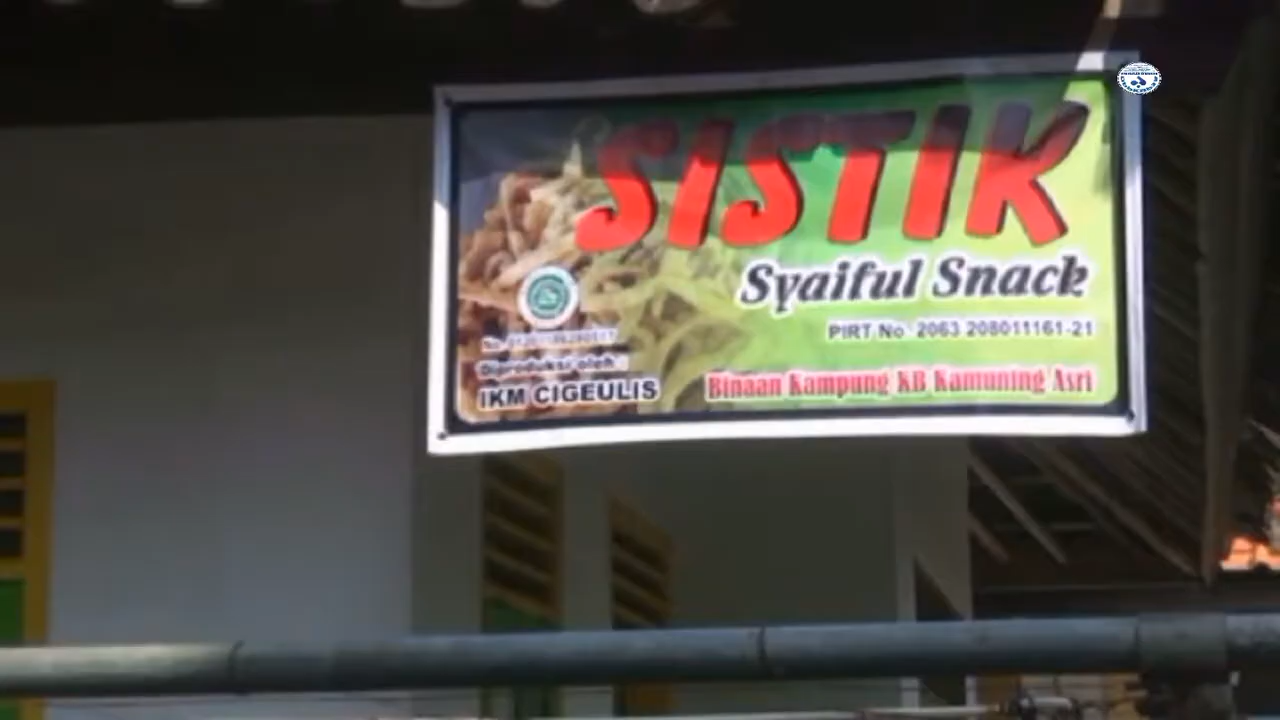 SISTIK
Syaiful Snack
PIRT No. 2063 208011161-21
Diproduksi oleh :
IKM CIGEULIS
Binaan Kampung KB Kamuning Asri